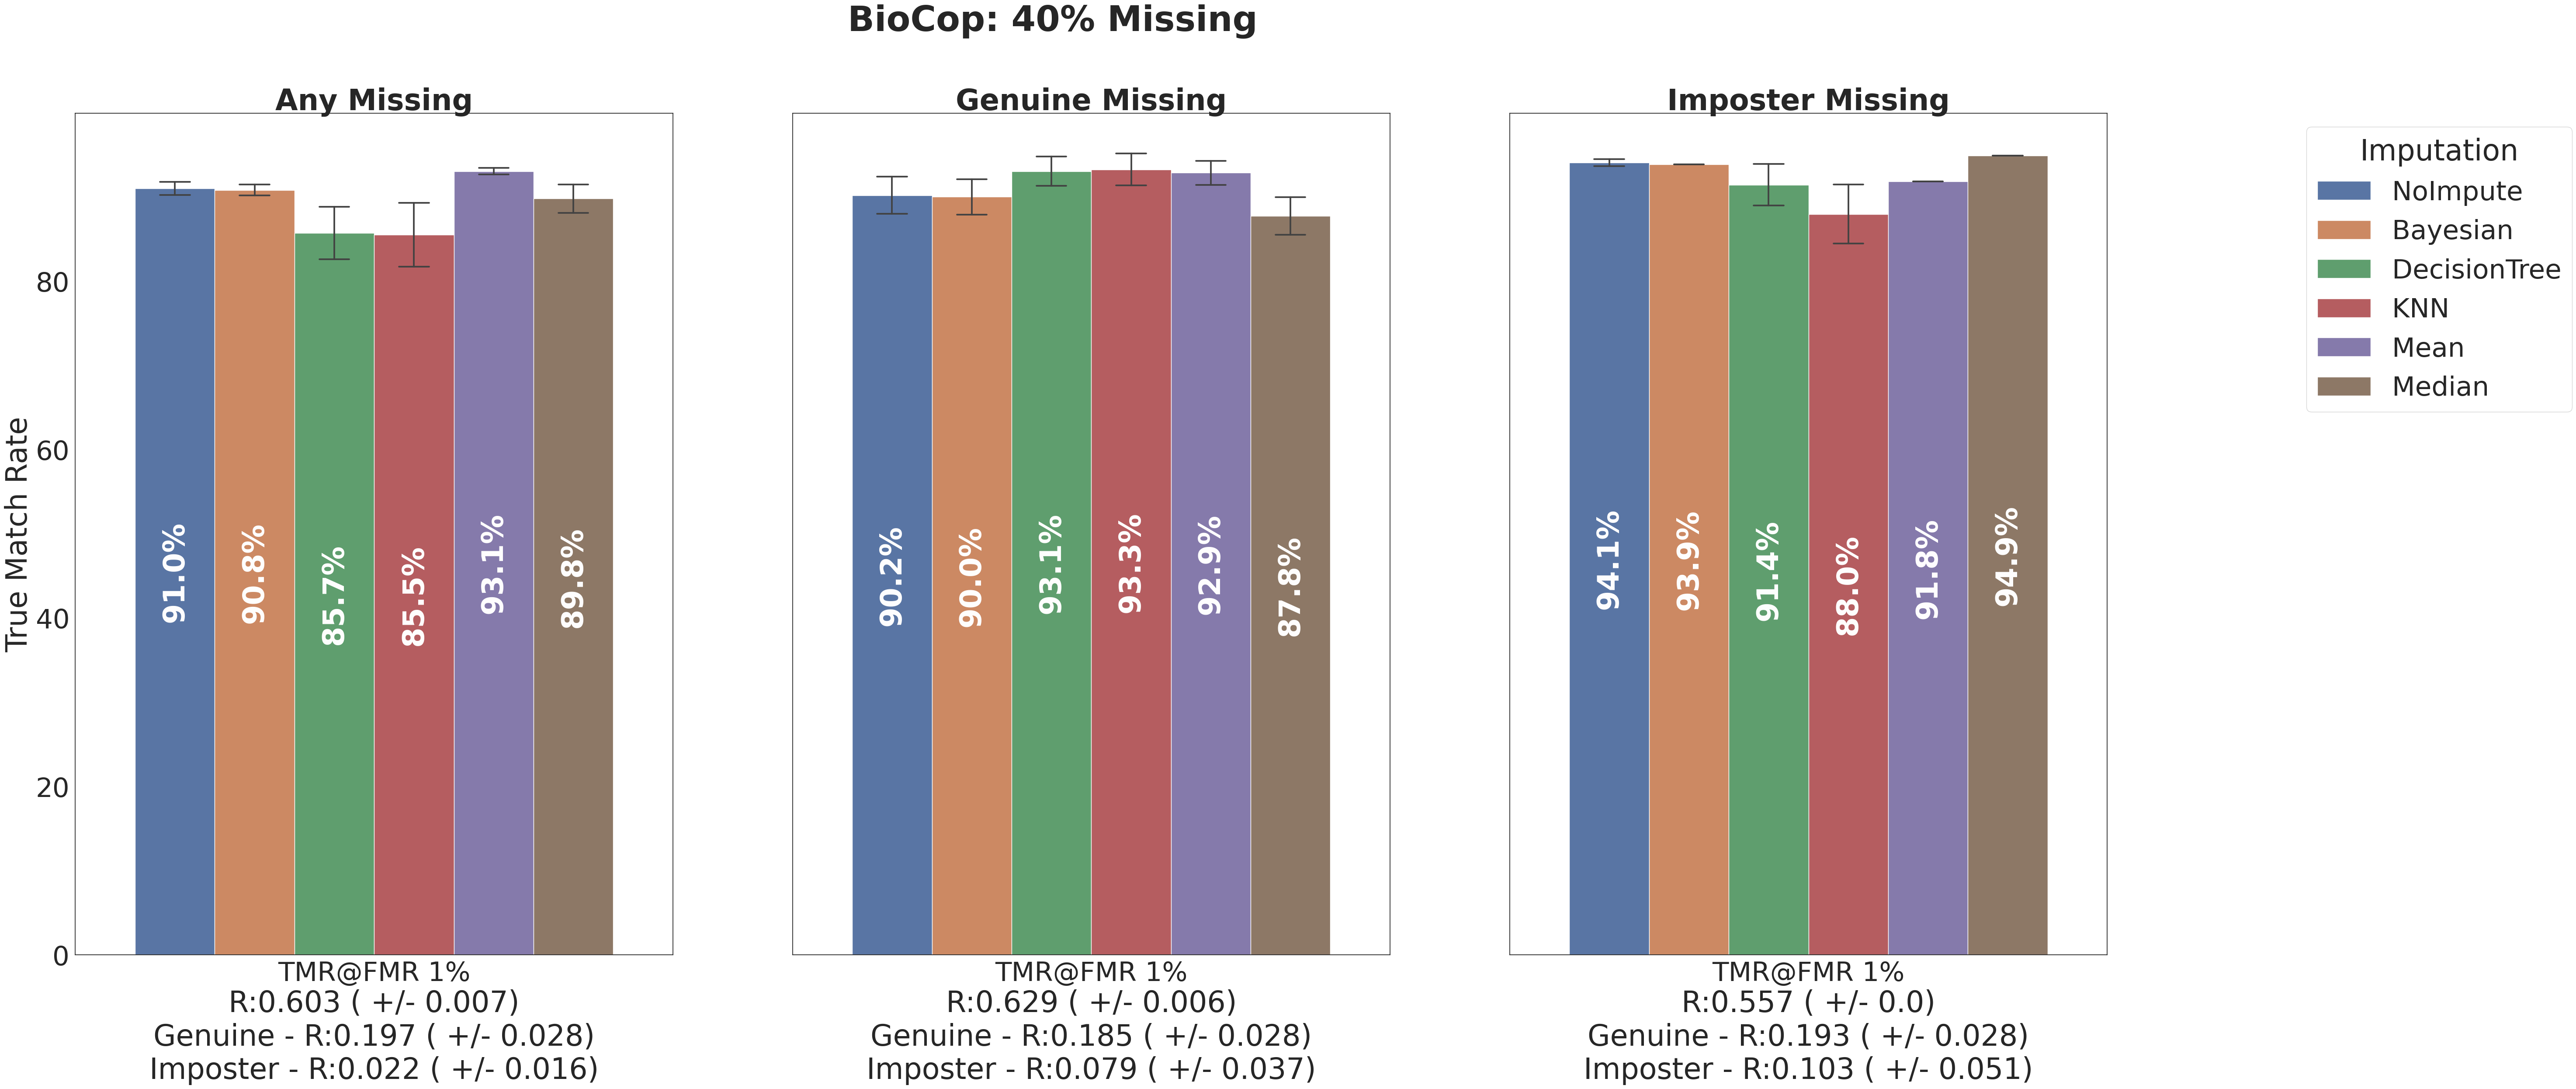 BioCop: 40% Missing
Any Missing
Genuine Missing
Imposter Missing
True Match Rate
80
60
40
20
0
91.0%
90.8%
85.7%
85.5%
93.1%
89.8%
90.2%
90.0%
93.1%
93.3%
92.9%
87.8%
94.1%
93.9%
91.4%
88.0%
91.8%
94.9%
TMR@FMR 1%
R:0.603 ( +/- 0.007)
Genuine - R:0.197 ( +/- 0.028)
Imposter - R:0.022 ( +/- 0.016)
TMR@FMR 1%
R:0.629 ( +/- 0.006)
Genuine - R:0.185 ( +/- 0.028)
Imposter - R:0.079 ( +/- 0.037)
TMR@FMR 1%
R:0.557 ( +/- 0.0)
Genuine - R:0.193 ( +/- 0.028)
Imposter - R:0.103 ( +/- 0.051)
Imputation
NoImpute
Bayesian
DecisionTree
KNN
Mean
Median